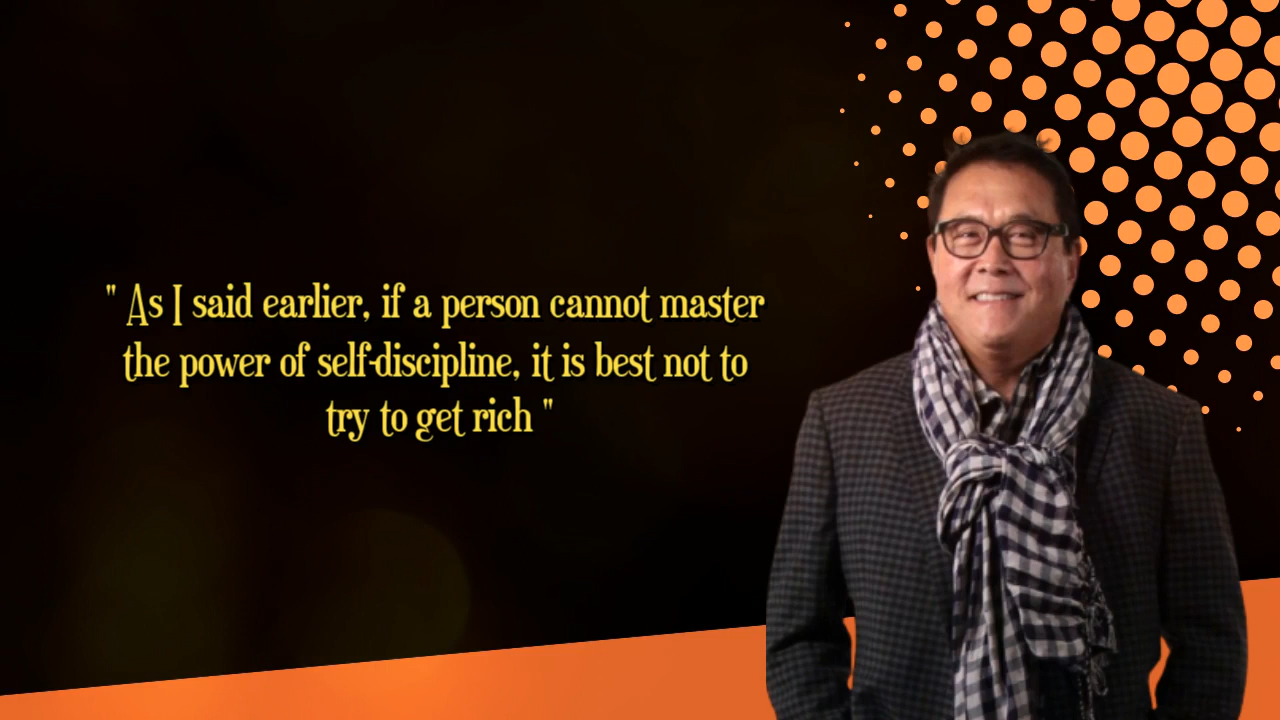 " As I said earlier, if a person cannot master
the power of self-discipline, it is best not to
try to get rich "